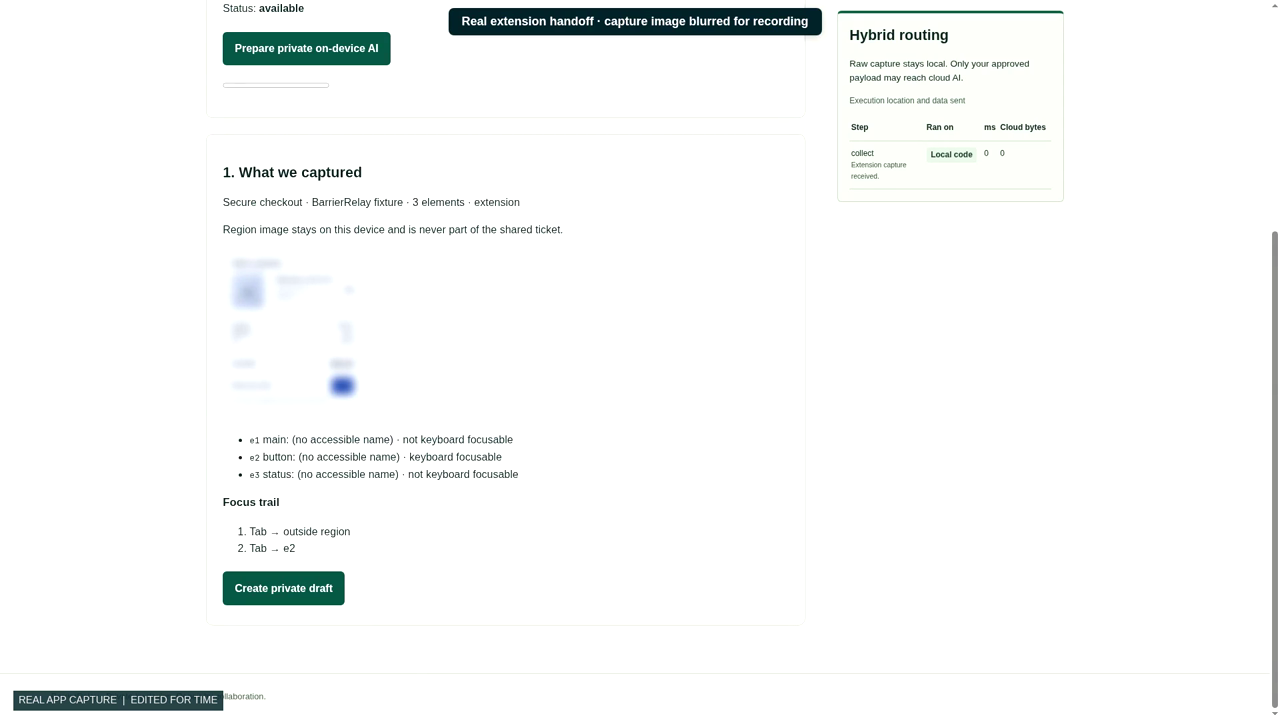 Status: available
Real extension handoff · capture image blurred for recording
Prepare private on-device AI
1. What we captured
Secure checkout · BarrierRelay fixture · 3 elements · extension
Region image stays on this device and is never part of the shared ticket.
e1 main: (no accessible name) · not keyboard focusable
e2 button: (no accessible name) · keyboard focusable
e3 status: (no accessible name) · not keyboard focusable
Focus trail
1. Tab → outside region
2. Tab → e2
Create private draft
Hybrid routing
Raw capture stays local. Only your approved
payload may reach cloud AI.
Execution location and data sent
Step Ran on ms Cloud bytes
collect Local code 0 0
Extension capture
received.
REAL APP CAPTURE | EDITED FOR TIME